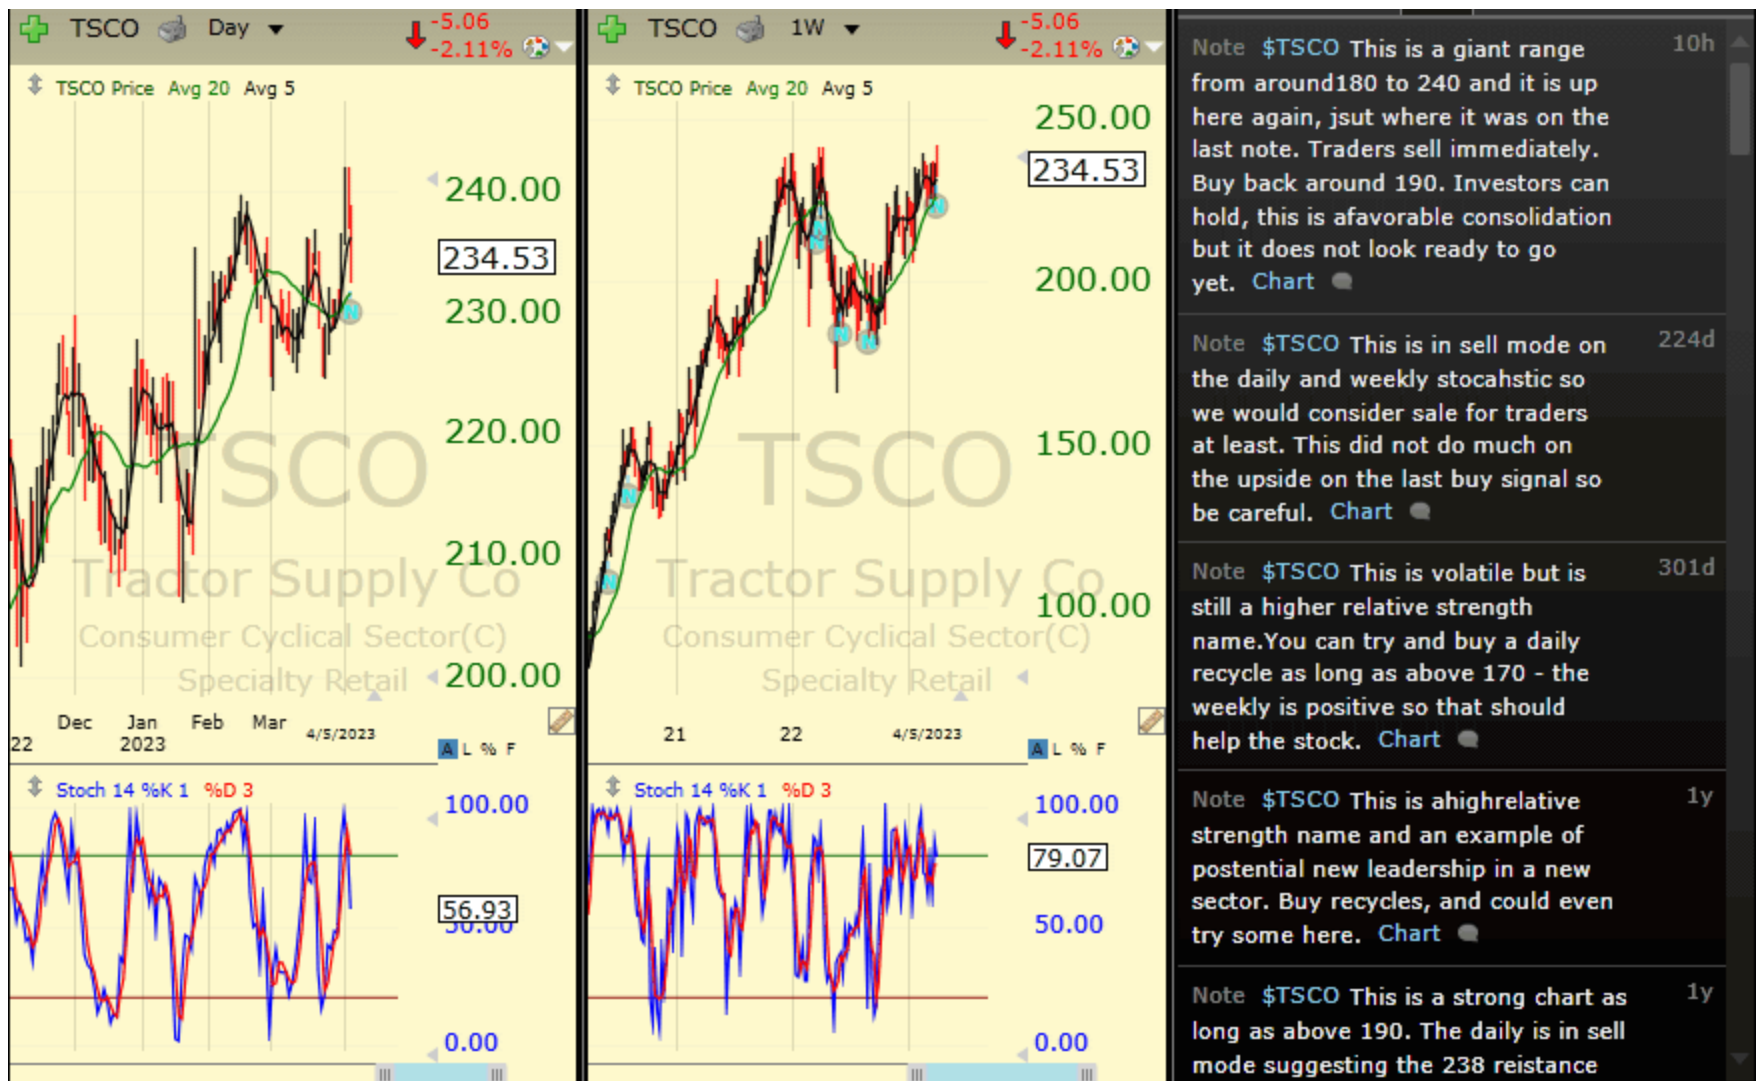 TSCO Day
-5.06
-2.11%
TSCO Price Avg 20 Avg 5
240.00
234.53
230.00
220.00
210.00
200.00
TSCO
Tractor Supply Co
Consumer Cyclical Sector(C)
Specialty Retail
Dec Jan Feb Mar 4/5/2023
22 2023
A L % F
Stoch 14 %K 1 %D 3
100.00
56.93
50.00
0.00
N
TSCO 1W
-5.06
-2.11%
TSCO Price Avg 20 Avg 5
250.00
234.53
200.00
150.00
100.00
TSCO
Tractor Supply Co
Consumer Cyclical Sector(C)
Specialty Retail
21 22 4/5/2023
A L % F
Stoch 14 %K 1 %D 3
100.00
79.07
50.00
0.00
N
N
N
N
N
N
N
Note $TSCO This is a giant range 10h
from around180 to 240 and it is up
here again, jsut where it was on the
last note. Traders sell immediately.
Buy back around 190. Investors can
hold, this is afavorable consolidation
but it does not look ready to go
yet. Chart
Note $TSCO This is in sell mode on 224d
the daily and weekly stocahstic so
we would consider sale for traders
at least. This did not do much on
the upside on the last buy signal so
be careful. Chart
Note $TSCO This is volatile but is 301d
still a higher relative strength
name.You can try and buy a daily
recycle as long as above 170 - the
weekly is positive so that should
help the stock. Chart
Note $TSCO This is ahighrelative 1y
strength name and an example of
postential new leadership in a new
sector. Buy recycles, and could even
try some here. Chart
Note $TSCO This is a strong chart as 1y
long as above 190. The daily is in sell
mode suggesting the 238 reistance